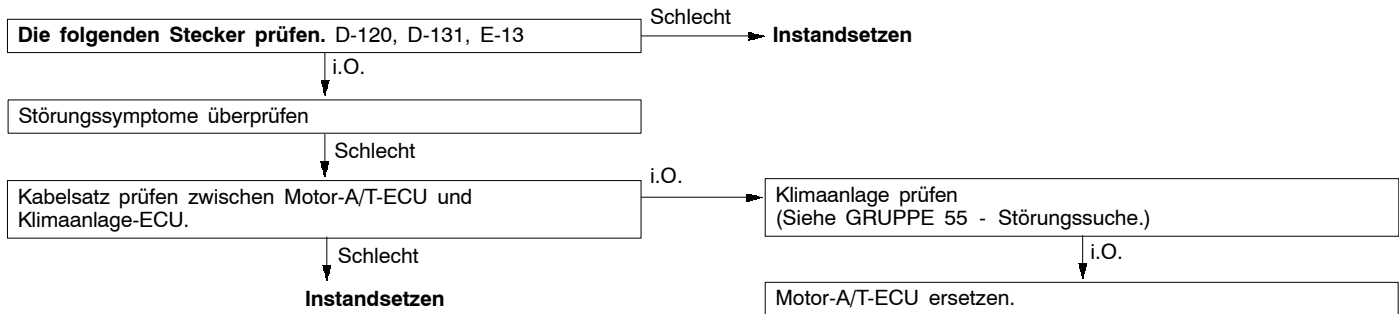 Die folgenden Stecker prüfen. D-120, D-131, E-13
Schlecht
Instandsetzen
i.O.
Störungssymptome überprüfen
Schlecht
Kabelsatz prüfen zwischen Motor-A/T-ECU und
Klimaanlage-ECU.
i.O.
Klimaanlage prüfen
(Siehe GRUPPE 55 - Störungssuche.)
Schlecht
Instandsetzen
i.O.
Motor-A/T-ECU ersetzen.